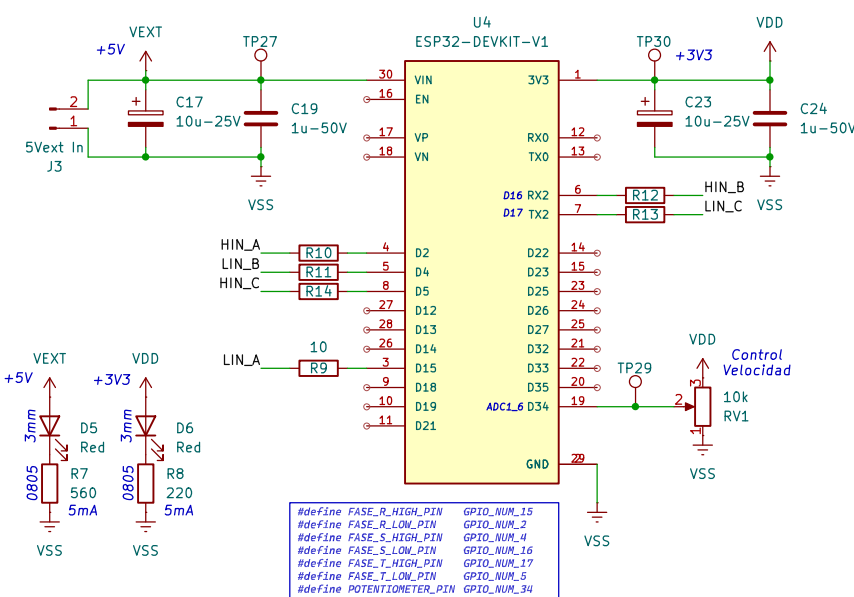 U4
ESP32-DEVKIT-V1
VEXT
+5V
TP27
TP30
+3V3
VDD
30 VIN
3V3 1
16 EN
2
1
5Vext In
J3
+
C17
10u-25V
C19
1u-50V
+
C23
10u-25V
C24
1u-50V
17 VP
RX0 12
18 VN
TX0 13
VSS
VSS
D16 RX2 6 R12 HIN_B
D17 TX2 7 R13 LIN_C
HIN_A R10 4 D2
D22 14
LIN_B R11 5 D4
D23 15
HIN_C R14 8 D5
D25 23
27 D12
D26 24
28 D13
D27 25
26 D14
D32 21
10
LIN_A R9 3 D15
D33 22
9 D18
D35 20
10 D19
ADC1_6 D34 19
11 D21
GND 29
VSS
TP29
VDD
Control
Velocidad
3
2
1
10k
RV1
VSS
VEXT
+5V
3mm
D5
Red
0805
R7
560
5mA
VSS
VDD
+3V3
3mm
D6
Red
0805
R8
220
5mA
VSS
#define FASE_R_HIGH_PIN GPIO_NUM_15
#define FASE_R_LOW_PIN GPIO_NUM_2
#define FASE_S_HIGH_PIN GPIO_NUM_4
#define FASE_S_LOW_PIN GPIO_NUM_16
#define FASE_T_HIGH_PIN GPIO_NUM_17
#define FASE_T_LOW_PIN GPIO_NUM_5
#define POTENTIOMETER_PIN GPIO_NUM_34